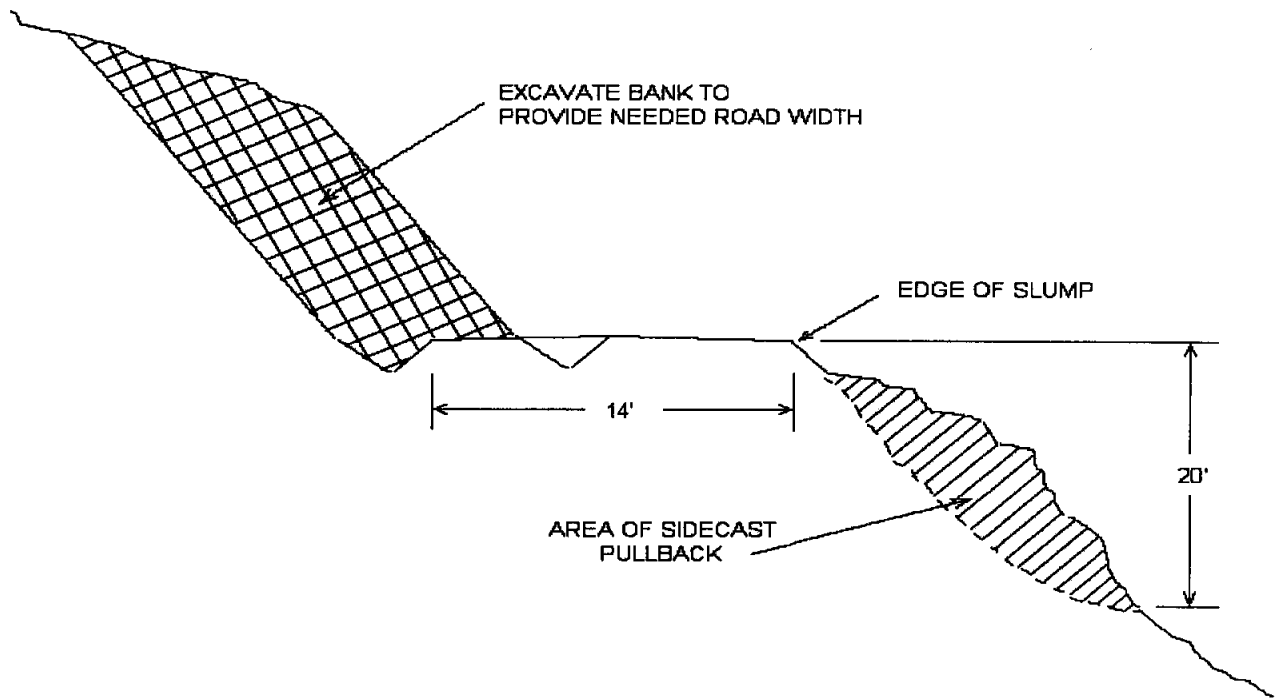 EXCAVATE BANK TO
PROVIDE NEEDED ROAD WIDTH
EDGE OF SLUMP
14'
20'
AREA OF SIDECAST
PULLBACK